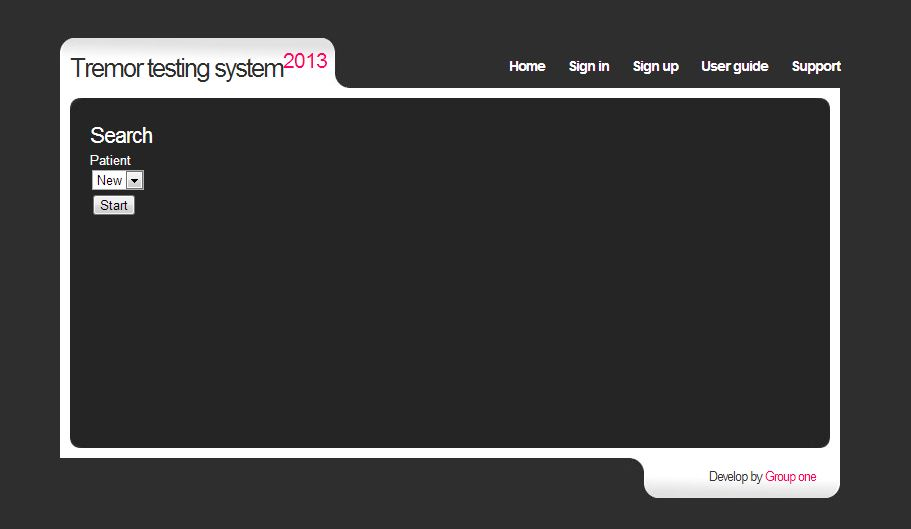 Tremor testing system2013
Home Sign in Sign up User guide Support
Search
Patient
New
Start
Develop by Group one